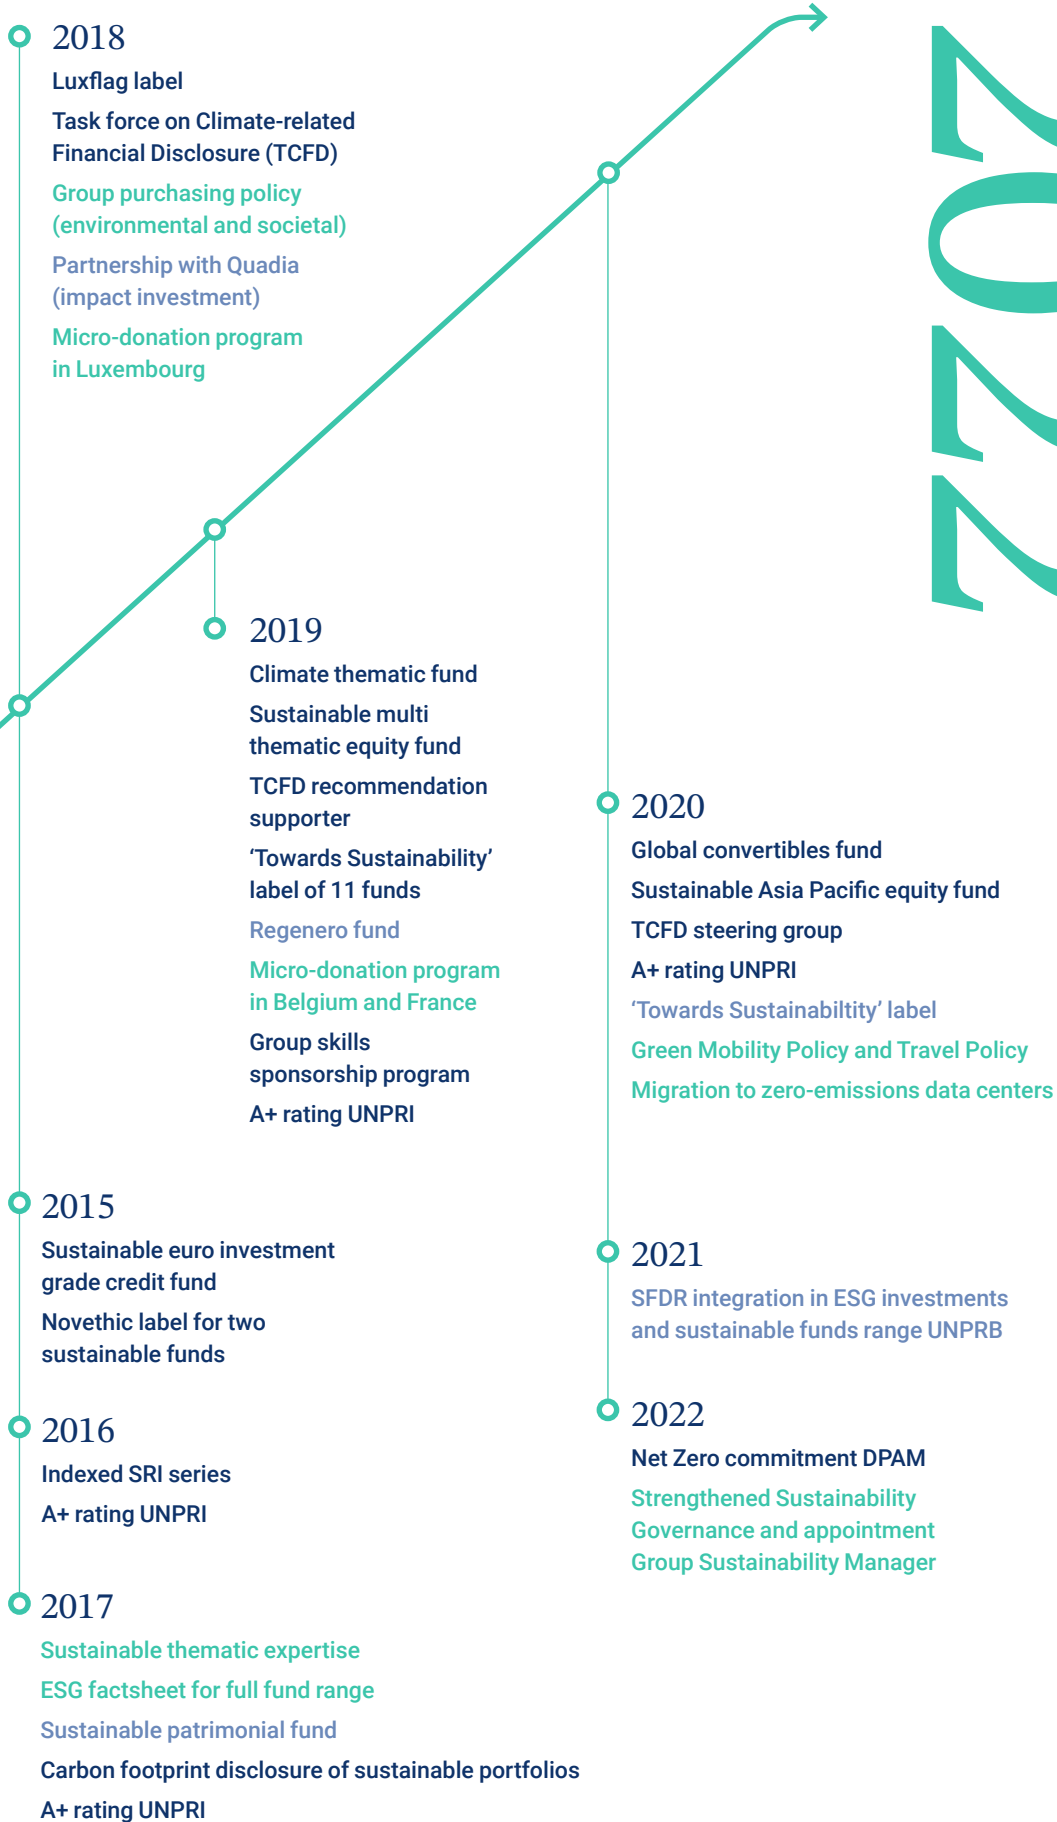 2018
Luxflag label
Task force on Climate-related
Financial Disclosure (TCFD)
Group purchasing policy
(environmental and societal)
Partnership with Quadia
(impact investment)
Micro-donation program
in Luxembourg
2022
2019
Climate thematic fund
Sustainable multi
thematic equity fund
TCFD recommendation
supporter
‘Towards Sustainability’
label of 11 funds
Regenero fund
Micro-donation program
in Belgium and France
Group skills
sponsorship program
A+ rating UNPRI
2020
Global convertibles fund
Sustainable Asia Pacific equity fund
TCFD steering group
A+ rating UNPRI
‘Towards Sustainabiltity’ label
Green Mobility Policy and Travel Policy
Migration to zero-emissions data centers
2015
Sustainable euro investment
grade credit fund
Novethic label for two
sustainable funds
2021
SFDR integration in ESG investments
and sustainable funds range UNPRB
2016
Indexed SRI series
A+ rating UNPRI
2022
Net Zero commitment DPAM
Strengthened Sustainability
Governance and appointment
Group Sustainability Manager
2017
Sustainable thematic expertise
ESG factsheet for full fund range
Sustainable patrimonial fund
Carbon footprint disclosure of sustainable portfolios
A+ rating UNPRI